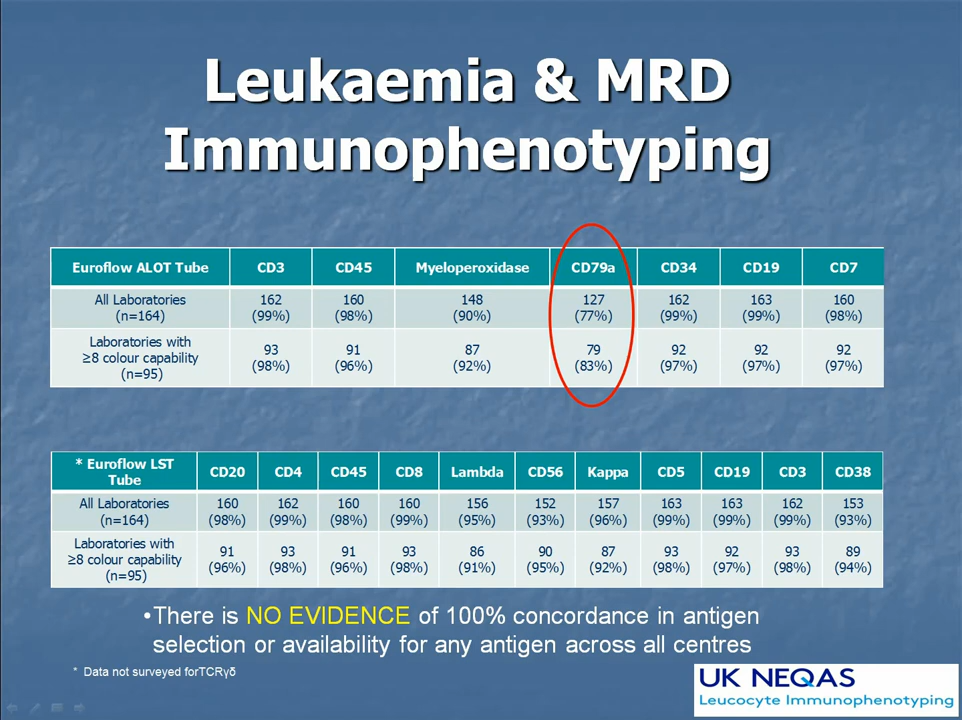 Leukaemia & MRD
Immunophenotyping
Euroflow ALOT Tube CD3 CD45 Myeloperoxidase CD79a CD34 CD19 CD7
All Laboratories (n=164) 162 (99%) 160 (98%) 148 (90%) 127 (77%) 162 (99%) 163 (99%) 160 (98%)
Laboratories with ≥8 colour capability (n=95) 93 (98%) 91 (96%) 87 (92%) 79 (83%) 92 (97%) 92 (97%) 92 (97%)
* Euroflow LST Tube CD20 CD4 CD45 CD8 Lambda CD56 Kappa CD5 CD19 CD3 CD38
All Laboratories (n=164) 160 (98%) 162 (99%) 160 (98%) 160 (99%) 156 (95%) 152 (93%) 157 (96%) 163 (99%) 163 (99%) 162 (99%) 153 (93%)
Laboratories with ≥8 colour capability (n=95) 91 (96%) 93 (98%) 91 (96%) 93 (98%) 86 (91%) 90 (95%) 87 (92%) 93 (98%) 92 (97%) 93 (98%) 89 (94%)
•There is NO EVIDENCE of 100% concordance in antigen
selection or availability for any antigen across all centres
* Data not surveyed forTCRγδ
UK NEQAS
Leucocyte Immunophenotyping